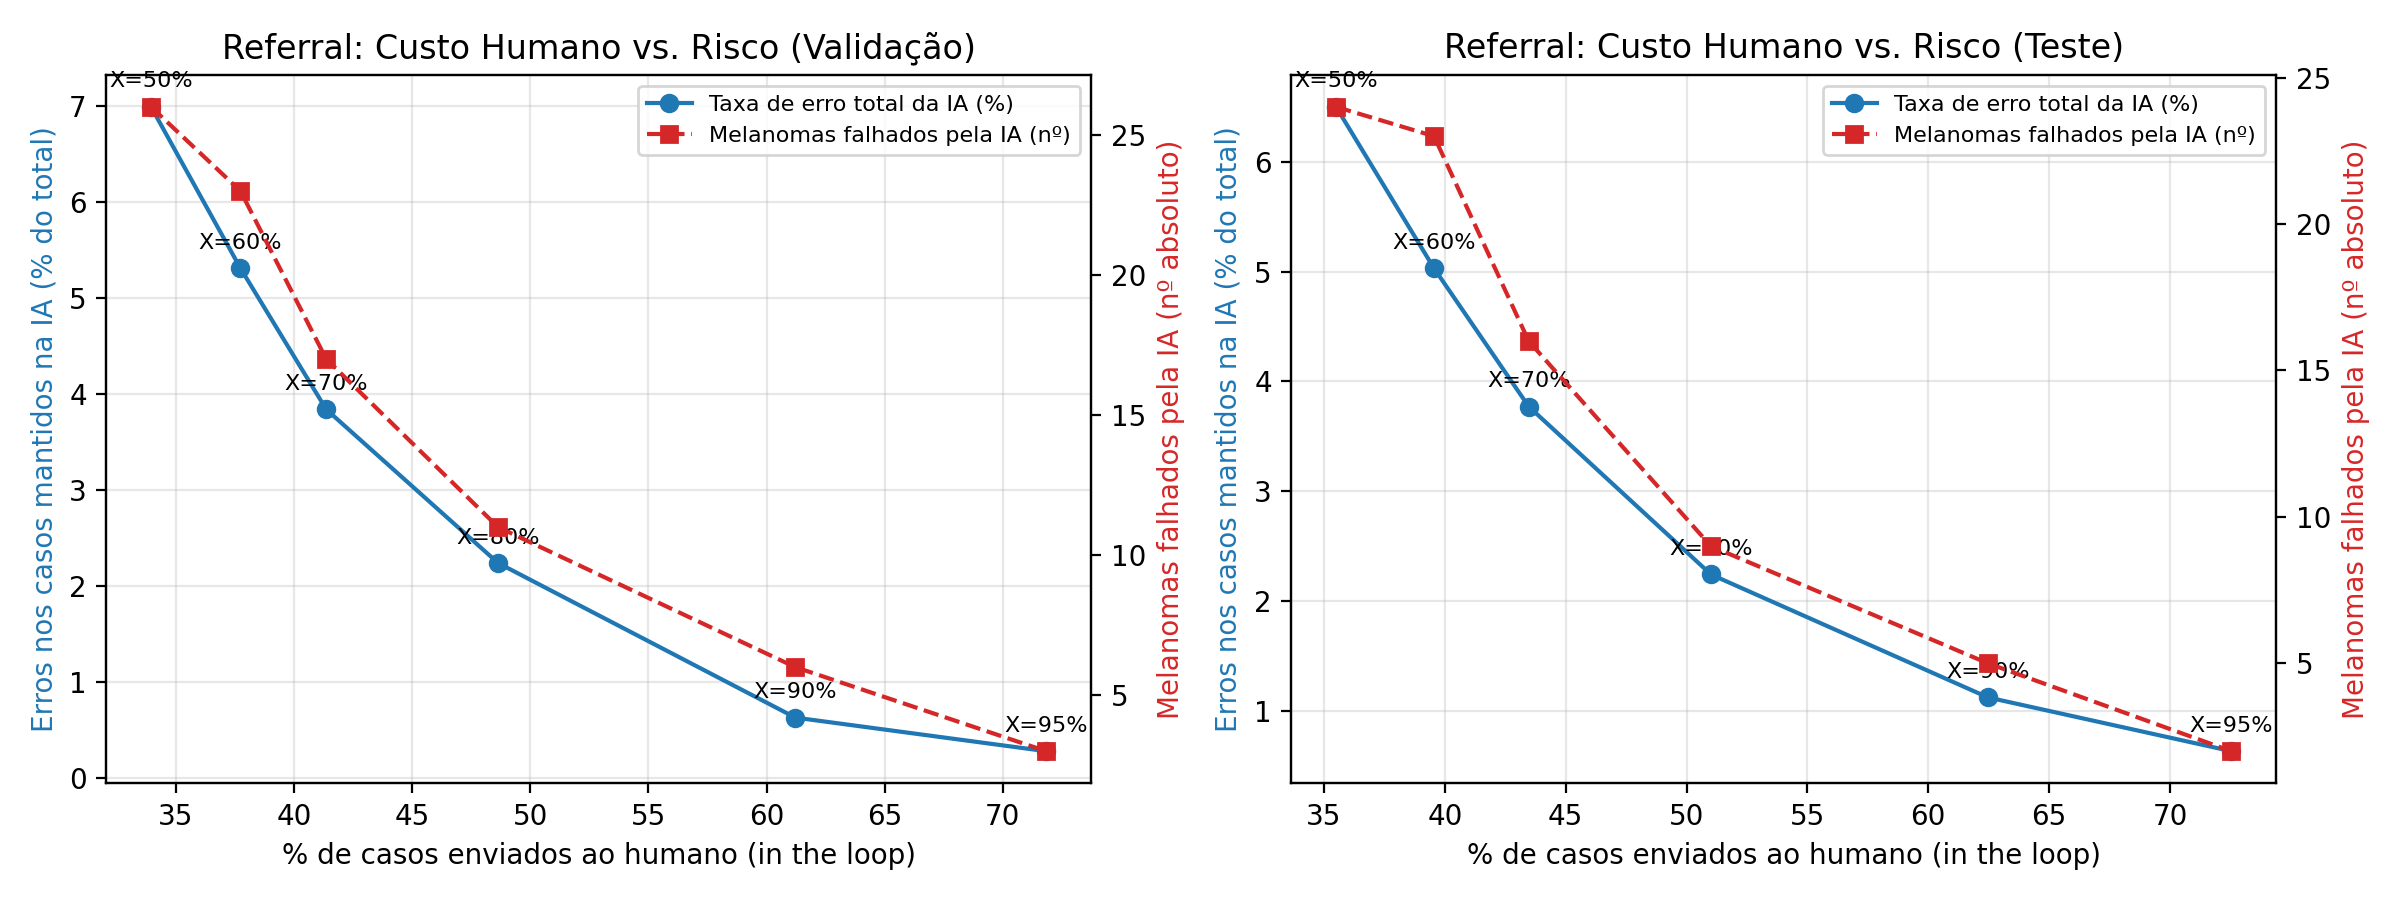 Referral: Custo Humano vs. Risco (Validação)
Erros nos casos mantidos na IA (% do total)
7
6
5
4
3
2
1
0
Taxa de erro total da IA (%)
Melanomas falhados pela IA (nº)
X=50%
X=60%
X=70%
X=80%
X=90%
X=95%
25
20
15
10
5
Melanomas falhados pela IA (nº absoluto)
35 40 45 50 55 60 65 70
% de casos enviados ao humano (in the loop)
Referral: Custo Humano vs. Risco (Teste)
Erros nos casos mantidos na IA (% do total)
6
5
4
3
2
1
Taxa de erro total da IA (%)
Melanomas falhados pela IA (nº)
X=50%
X=60%
X=70%
X=80%
X=90%
X=95%
25
20
15
10
5
Melanomas falhados pela IA (nº absoluto)
35 40 45 50 55 60 65 70
% de casos enviados ao humano (in the loop)